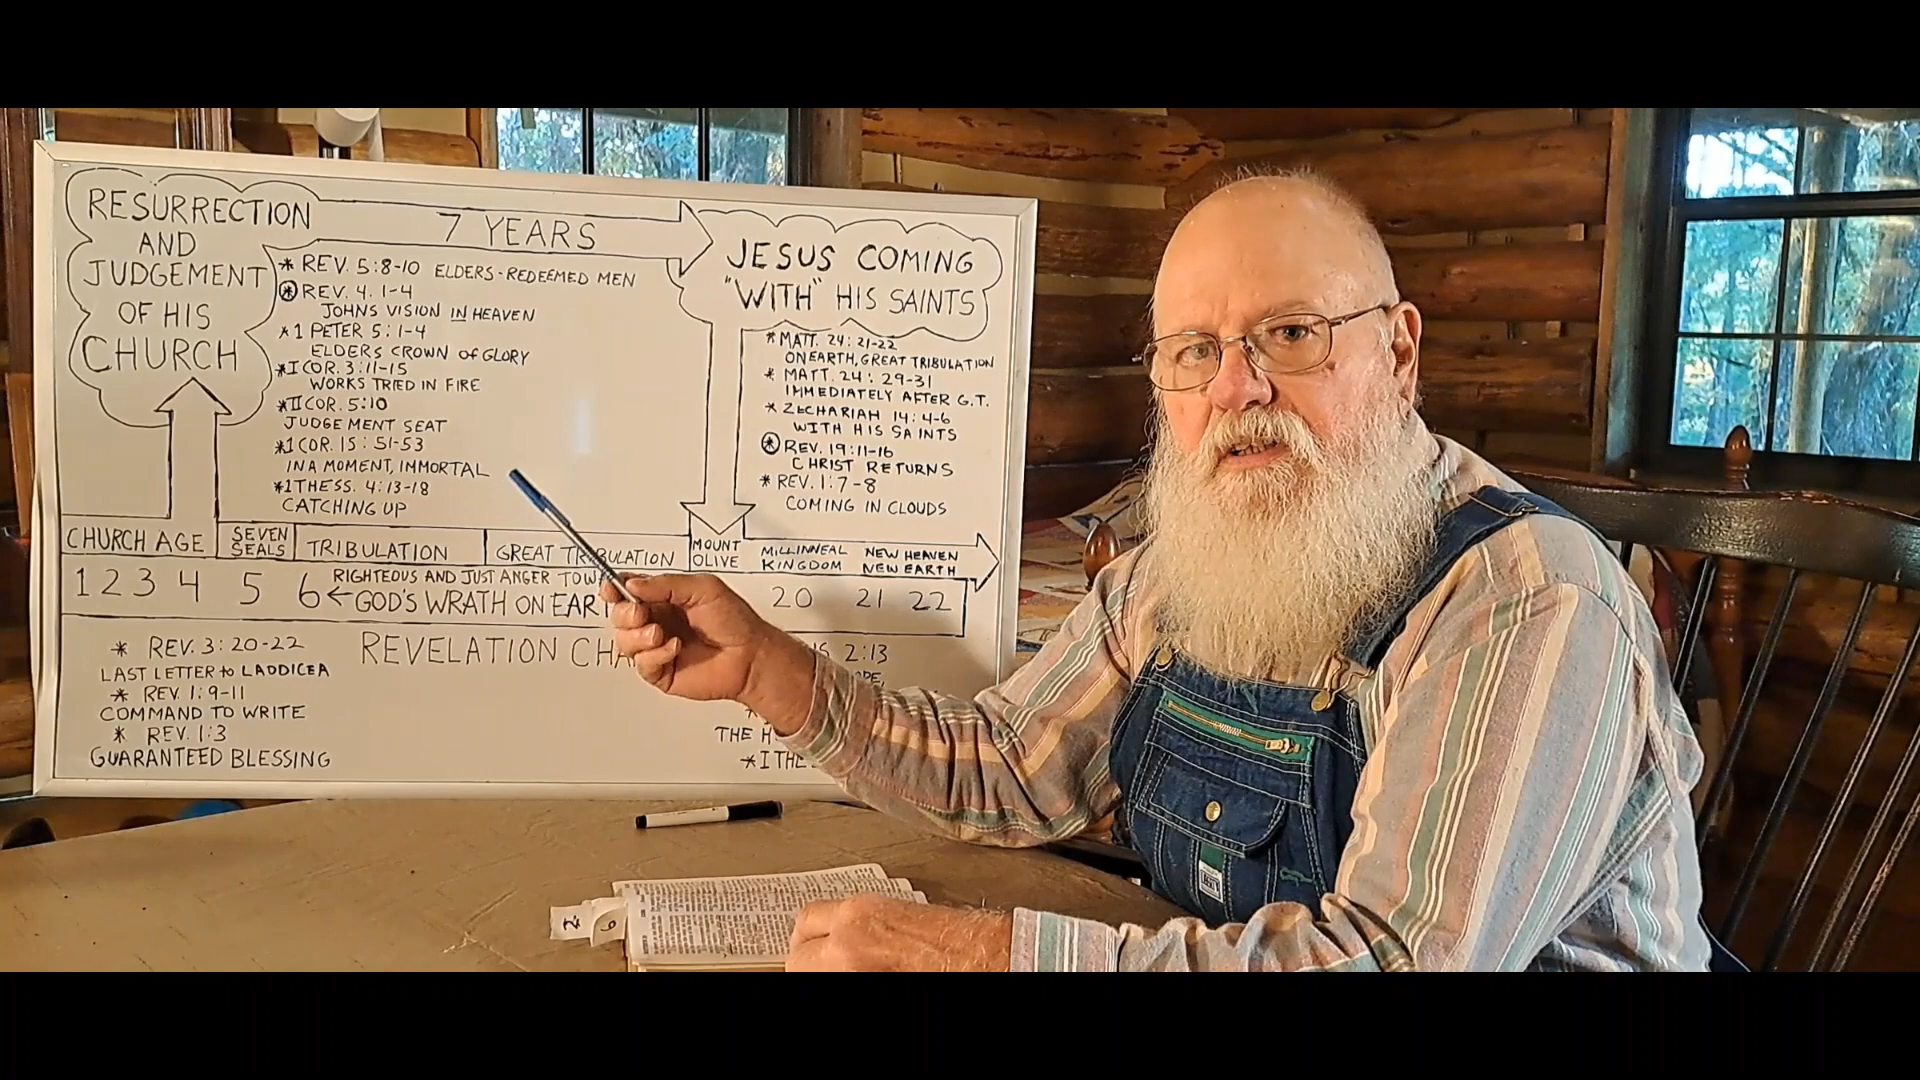 RESURRECTION
AND
JUDGEMENT
OF HIS
CHURCH
7 YEARS
JESUS COMING
"WITH" HIS SAINTS
* REV. 5:8-10 ELDERS-REDEEMED MEN
* REV. 4. 1-4
JOHNS VISION IN HEAVEN
* 1 PETER 5:1-4
ELDERS CROWN OF GLORY
* I COR. 3:11-15
WORKS TRIED IN FIRE
* II COR. 5:10
JUDGEMENT SEAT
* 1 COR. 15:51-53
IN A MOMENT, IMMORTAL
* 1 THESS. 4:13-18
CATCHING UP
* MATT. 24:21-22
ON EARTH, GREAT TRIBULATION
* MATT. 24:29-31
IMMEDIATELY AFTER G.T.
* ZECHARIAH 14:4-6
WITH HIS SAINTS
* REV. 19:11-16
CHRIST RETURNS
* REV. 1:7-8
COMING IN CLOUDS
CHURCH AGE
SEVEN
SEALS
TRIBULATION
GREAT TRIBULATION
MOUNT
OLIVE
MILLINNEAL
KINGDOM
NEW HEAVEN
NEW EARTH
1 2 3 4 5 6
RIGHTEOUS AND JUST ANGER
← GOD'S WRATH ON
20 21 22
REVELATION
* REV. 3:20-22
LAST LETTER to LAODICEA
* REV. 1:9-11
COMMAND TO WRITE
* REV. 1:3
GUARANTEED BLESSING
2:13
THE